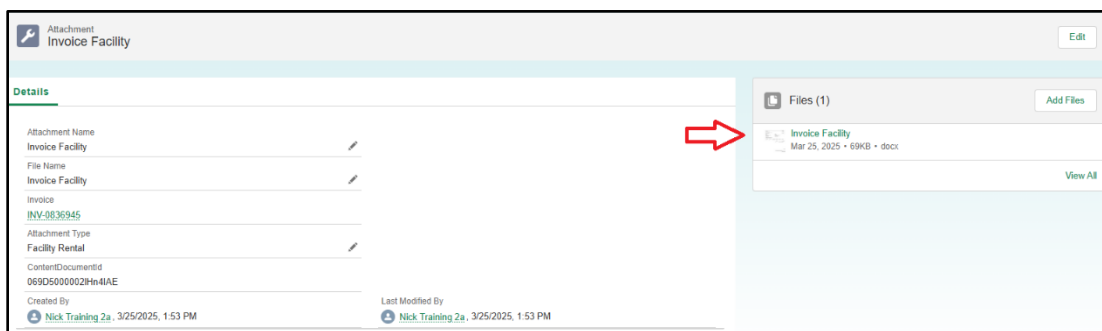 Attachment
Invoice Facility
Edit
Details
Attachment Name
Invoice Facility
File Name
Invoice Facility
Invoice
INV-0836945
Attachment Type
Facility Rental
ContentDocumentId
069D5000002IHn4IAE
Created By
Nick Training 2a, 3/25/2025, 1:53 PM
Last Modified By
Nick Training 2a, 3/25/2025, 1:53 PM
Files (1)
Add Files
Invoice Facility
Mar 25, 2025 • 69KB • docx
View All